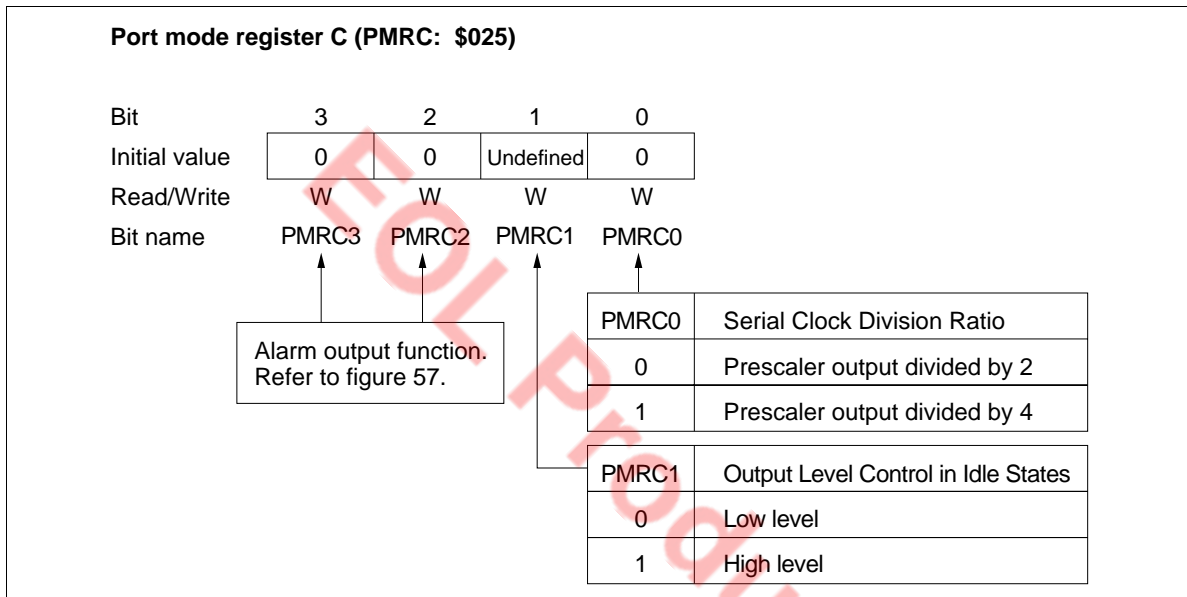 Port mode register C (PMRC: $025)
Bit 3 2 1 0
Initial value 0 0 Undefined 0
Read/Write W W W W
Bit name PMRC3 PMRC2 PMRC1 PMRC0
Alarm output function.
Refer to figure 57.
PMRC0 Serial Clock Division Ratio
0 Prescaler output divided by 2
1 Prescaler output divided by 4
PMRC1 Output Level Control in Idle States
0 Low level
1 High level
EOL Produ